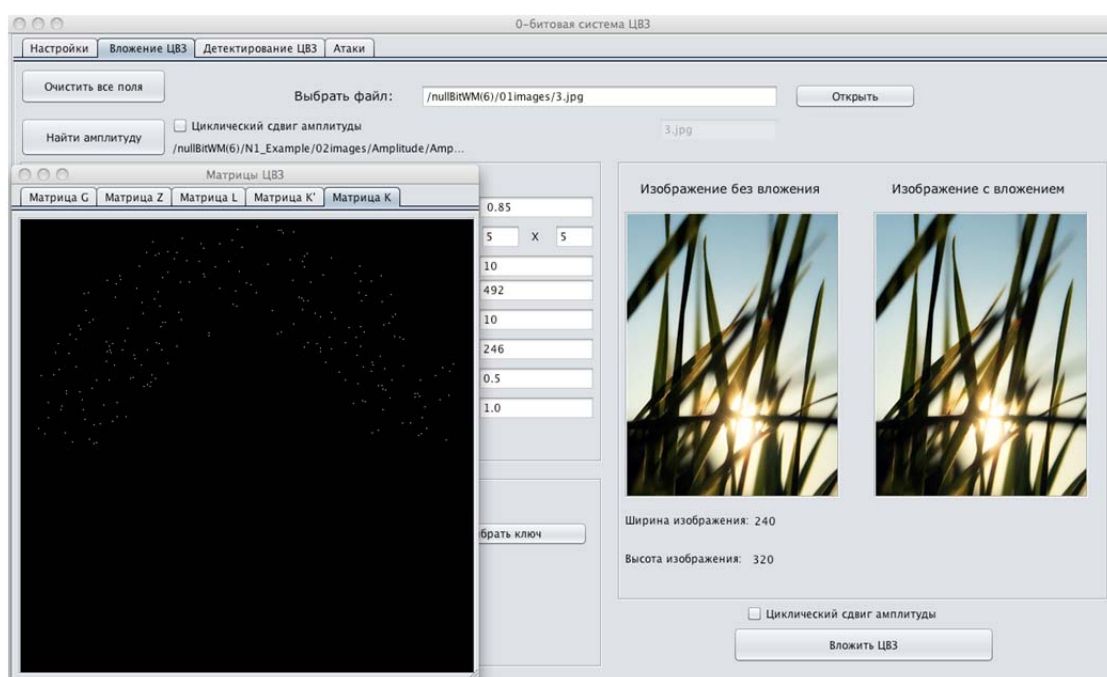 0-битовая система ЦВЗ
Настройки Вложение ЦВЗ Детектирование ЦВЗ Атаки
Очистить все поля
Выбрать файл: /nullBitWM(6)/01images/3.jpg Открыть
Найти амплитуду
Циклический сдвиг амплитуды
3.jpg
/nullBitWM(6)/N1_Example/02images/Amplitude/Amp...
Матрицы ЦВЗ
Матрица G Матрица Z Матрица L Матрица K' Матрица K
0.85
5 X 5
10
492
10
246
0.5
1.0
брать ключ
Изображение без вложения Изображение с вложением
Ширина изображения: 240
Высота изображения: 320
Циклический сдвиг амплитуды
Вложить ЦВЗ